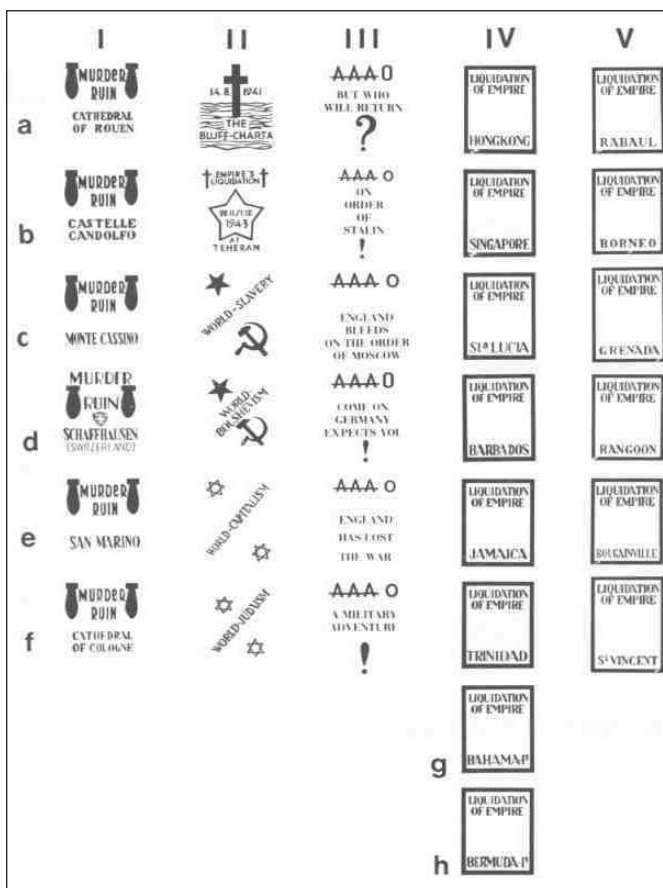 I II III IV V
a
MURDER
RUIN
CATHEDRAL
OF ROUEN
14.8. 1941
THE
BLUFF-CHARTA
AAAO
BUT WHO
WILL RETURN
?
LIQUIDATION
OF EMPIRE
HONGKONG
LIQUIDATION
OF EMPIRE
RABAUL
b
MURDER
RUIN
CASTELLE
CANDOLFO
EMPIRE'S
LIQUIDATION
1943
AT
TEHERAN
AAAO
ON
ORDER
OF
STALIN
!
LIQUIDATION
OF EMPIRE
SINGAPORE
LIQUIDATION
OF EMPIRE
BORNEO
c
MURDER
RUIN
MONTE CASSINO
WORLD-SLAVERY
AAAO
ENGLAND
BLEEDS
ON THE ORDER
OF MOSCOW
LIQUIDATION
OF EMPIRE
Sta LUCIA
LIQUIDATION
OF EMPIRE
GRENADA
d
MURDER
RUIN
SCHAFFHAUSEN
(SWITZERLAND)
WORLD-
BOLSHEVISM
AAAO
COME ON
GERMANY
EXPECTS YOU
!
LIQUIDATION
OF EMPIRE
BARBADOS
LIQUIDATION
OF EMPIRE
RANGOON
e
MURDER
RUIN
SAN MARINO
WORLD-CAPITALISM
AAAO
ENGLAND
HAS LOST
THE WAR
LIQUIDATION
OF EMPIRE
JAMAICA
LIQUIDATION
OF EMPIRE
BOUGAINVILLE
f
MURDER
RUIN
CATHEDRAL
OF COLOGNE
WORLD-JUDAISM
AAAO
A MILITARY
ADVENTURE
!
LIQUIDATION
OF EMPIRE
TRINIDAD
LIQUIDATION
OF EMPIRE
St VINCENT
g
LIQUIDATION
OF EMPIRE
BAHAMA-Is
h
LIQUIDATION
OF EMPIRE
BERMUDA-Is